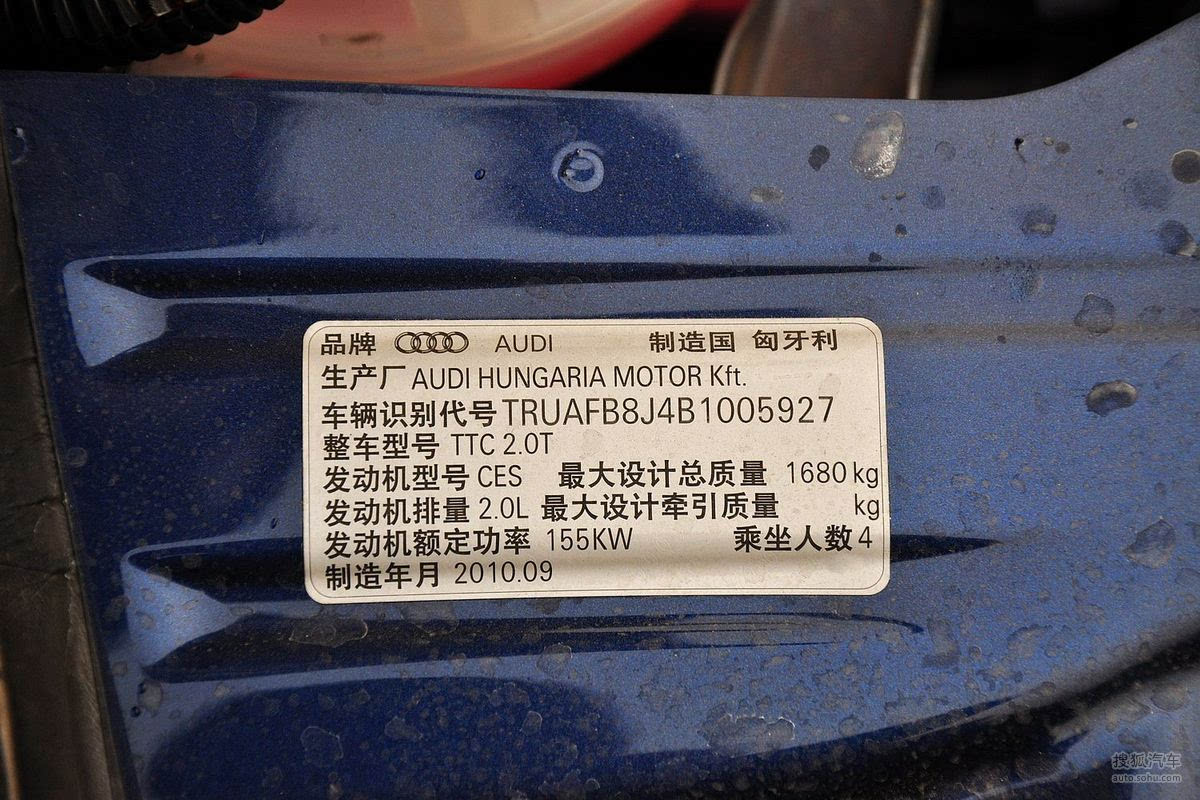 品牌 AUDI 制造国 匈牙利
生产厂 AUDI HUNGARIA MOTOR Kft.
车辆识别代号 TRUAFB8J4B1005927
整车型号 TTC 2.0T
发动机型号 CES 最大设计总质量 1680 kg
发动机排量 2.0L 最大设计牵引质量 kg
发动机额定功率 155KW 乘坐人数 4
制造年月 2010.09
搜狐汽车
auto.sohu.com